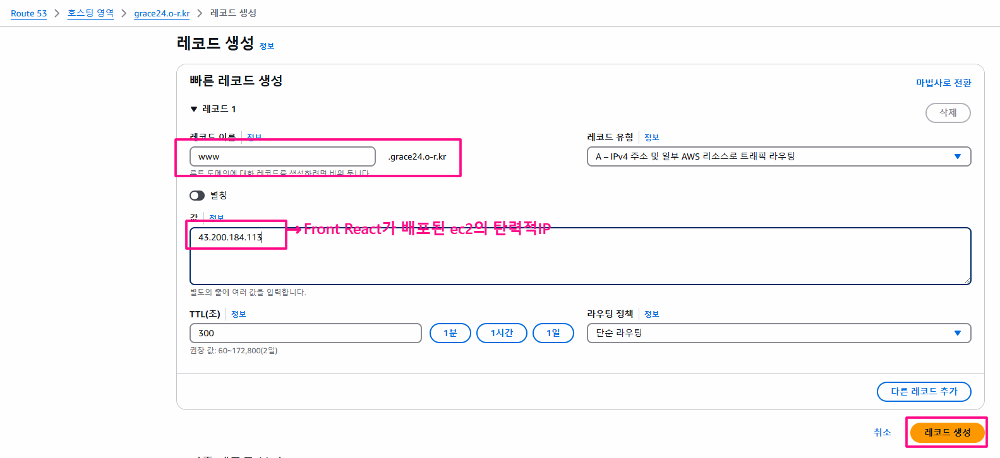 Route 53 > 호스팅 영역 > grace24.o-r.kr > 레코드 생성
레코드 생성 정보
빠른 레코드 생성
마법사로 전환
▼ 레코드 1
삭제
레코드 이름 정보
www .grace24.o-r.kr
루트 도메인에 대한 레코드를 생성하려면 비워 둡니다.
레코드 유형 정보
A – IPv4 주소 및 일부 AWS 리소스로 트래픽 라우팅
별칭
값 정보
→ Front React가 배포된 ec2의 탄력적IP
43.200.184.113
별도의 줄에 여러 값을 입력합니다.
TTL(초) 정보
300 1분 1시간 1일
권장 값: 60~172,800(2일)
라우팅 정책 정보
단순 라우팅
다른 레코드 추가
취소 레코드 생성